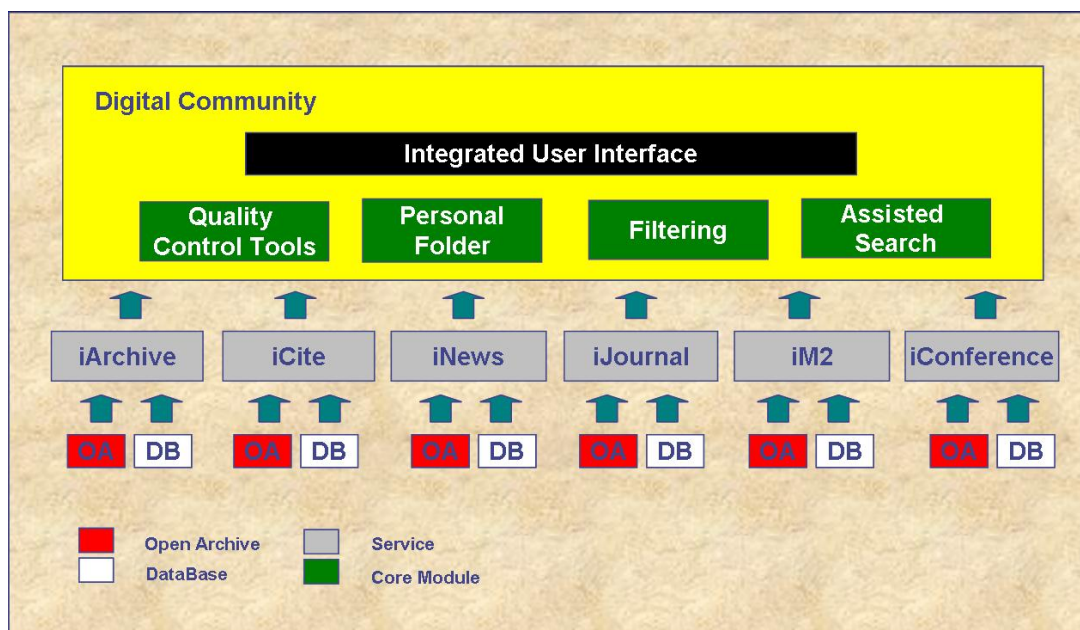 Digital Community
Integrated User Interface
Quality
Control Tools
Personal
Folder
Filtering
Assisted
Search
iArchive
iCite
iNews
iJournal
iM2
iConference
OA
DB
OA
DB
OA
DB
OA
DB
OA
DB
OA
DB
Open Archive
Service
DataBase
Core Module